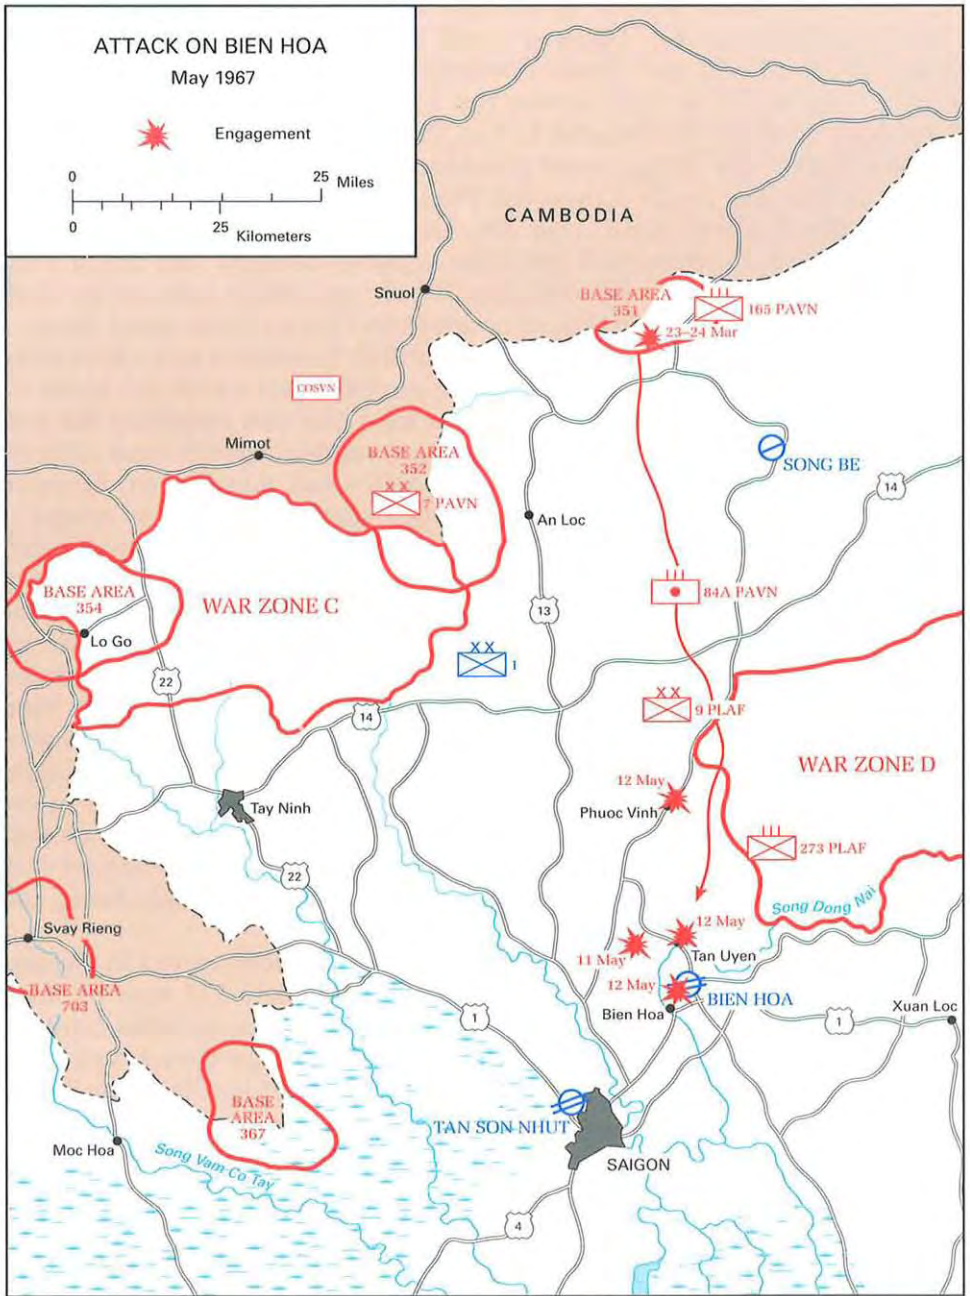 ATTACK ON BIEN HOA
May 1967
Engagement
0 25 Miles
0 25 Kilometers
CAMBODIA
Snuol
BASE AREA
351
165 PAVN
23–24 Mar
COSVN
Mimot
BASE AREA
352
7 PAVN
SONG BE
14
An Loc
BASE AREA
354
WAR ZONE C
84A PAVN
13
Lo Go
1
22
14
9 PLAF
WAR ZONE D
12 May
Tay Ninh
Phuoc Vinh
273 PLAF
22
Song Dong Nai
Svay Rieng
12 May
11 May
Tan Uyen
12 May
BASE AREA
703
BIEN HOA
Bien Hoa
Xuan Loc
1
1
BASE
AREA
367
TAN SON NHUT
Moc Hoa
Song Vam Co Tay
SAIGON
4